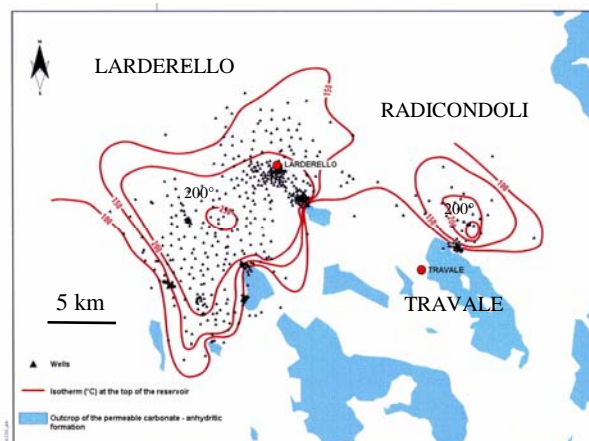 LARDERELLO
RADICONDOLI
150
100
LARDERELLO
200°
200°
150
100
150
200
TRAVALE
5 km
TRAVALE
Wells
Isotherm (°C) at the top of the reservoir
Outcrop of the permeable carbonate - anhydritic
formation